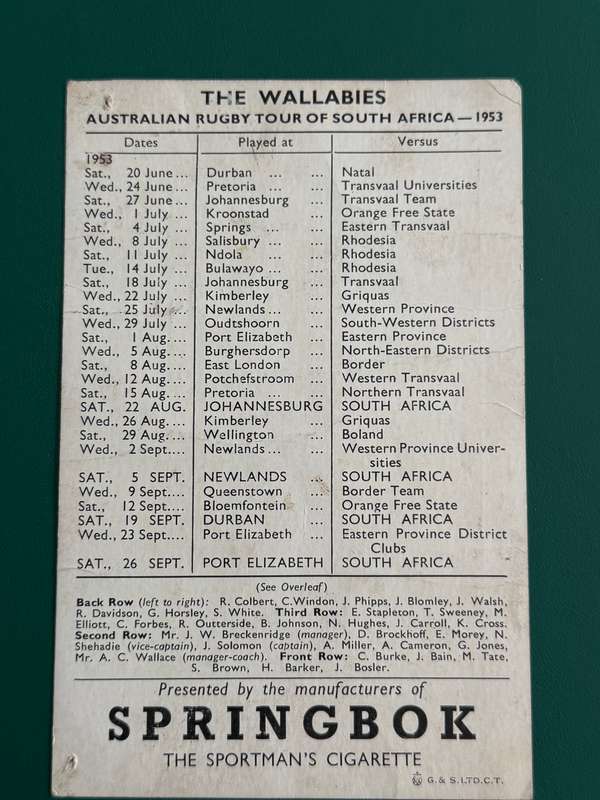 THE WALLABIES
AUSTRALIAN RUGBY TOUR OF SOUTH AFRICA — 1953
Dates Played at Versus
1953
Sat., 20 June ... Durban ... ... Natal
Wed., 24 June ... Pretoria ... ... Transvaal Universities
Sat., 27 June ... Johannesburg ... Transvaal Team
Wed., 1 July ... Kroonstad ... Orange Free State
Sat., 4 July ... Springs ... ... Eastern Transvaal
Wed., 8 July ... Salisbury ... ... Rhodesia
Sat., 11 July ... Ndola ... ... Rhodesia
Tue., 14 July ... Bulawayo ... ... Rhodesia
Sat., 18 July ... Johannesburg ... Transvaal
Wed., 22 July ... Kimberley ... Griquas
Sat., 25 July ... Newlands ... ... Western Province
Wed., 29 July ... Oudtshoorn ... South-Western Districts
Sat., 1 Aug. ... Port Elizabeth ... Eastern Province
Wed., 5 Aug. ... Burghersdorp ... North-Eastern Districts
Sat., 8 Aug. ... East London ... Border
Wed., 12 Aug. ... Potchefstroom ... Western Transvaal
Sat., 15 Aug. ... Pretoria ... ... Northern Transvaal
SAT., 22 AUG. JOHANNESBURG SOUTH AFRICA
Wed., 26 Aug. ... Kimberley ... Griquas
Sat., 29 Aug. ... Wellington ... Boland
Wed., 2 Sept.... Newlands ... ... Western Province Univer-
sities
SAT., 5 SEPT. NEWLANDS ... SOUTH AFRICA
Wed., 9 Sept.... Queenstown ... Border Team
Sat., 12 Sept.... Bloemfontein ... Orange Free State
SAT., 19 SEPT. DURBAN ... SOUTH AFRICA
Wed., 23 Sept.... Port Elizabeth ... Eastern Province District
Clubs
SAT., 26 SEPT. PORT ELIZABETH SOUTH AFRICA
(See Overleaf)
Back Row (left to right): R. Colbert, C.Windon, J. Phipps, J. Blomley, J. Walsh,
R. Davidson, G. Horsley, S. White. Third Row: E. Stapleton, T. Sweeney, M.
Elliott, C. Forbes, R. Outterside, B. Johnson, N. Hughes, J. Carroll, K. Cross.
Second Row: Mr. J. W. Breckenridge (manager), D. Brockhoff, E. Morey, N.
Shehadie (vice-captain), J. Solomon (captain), A. Miller, A. Cameron, G. Jones,
Mr. A. C. Wallace (manager-coach). Front Row: C. Burke, J. Bain, M. Tate,
S. Brown, H. Barker, J. Bosler.
Presented by the manufacturers of
SPRINGBOK
THE SPORTMAN'S CIGARETTE
G. & S. LTD. C.T.